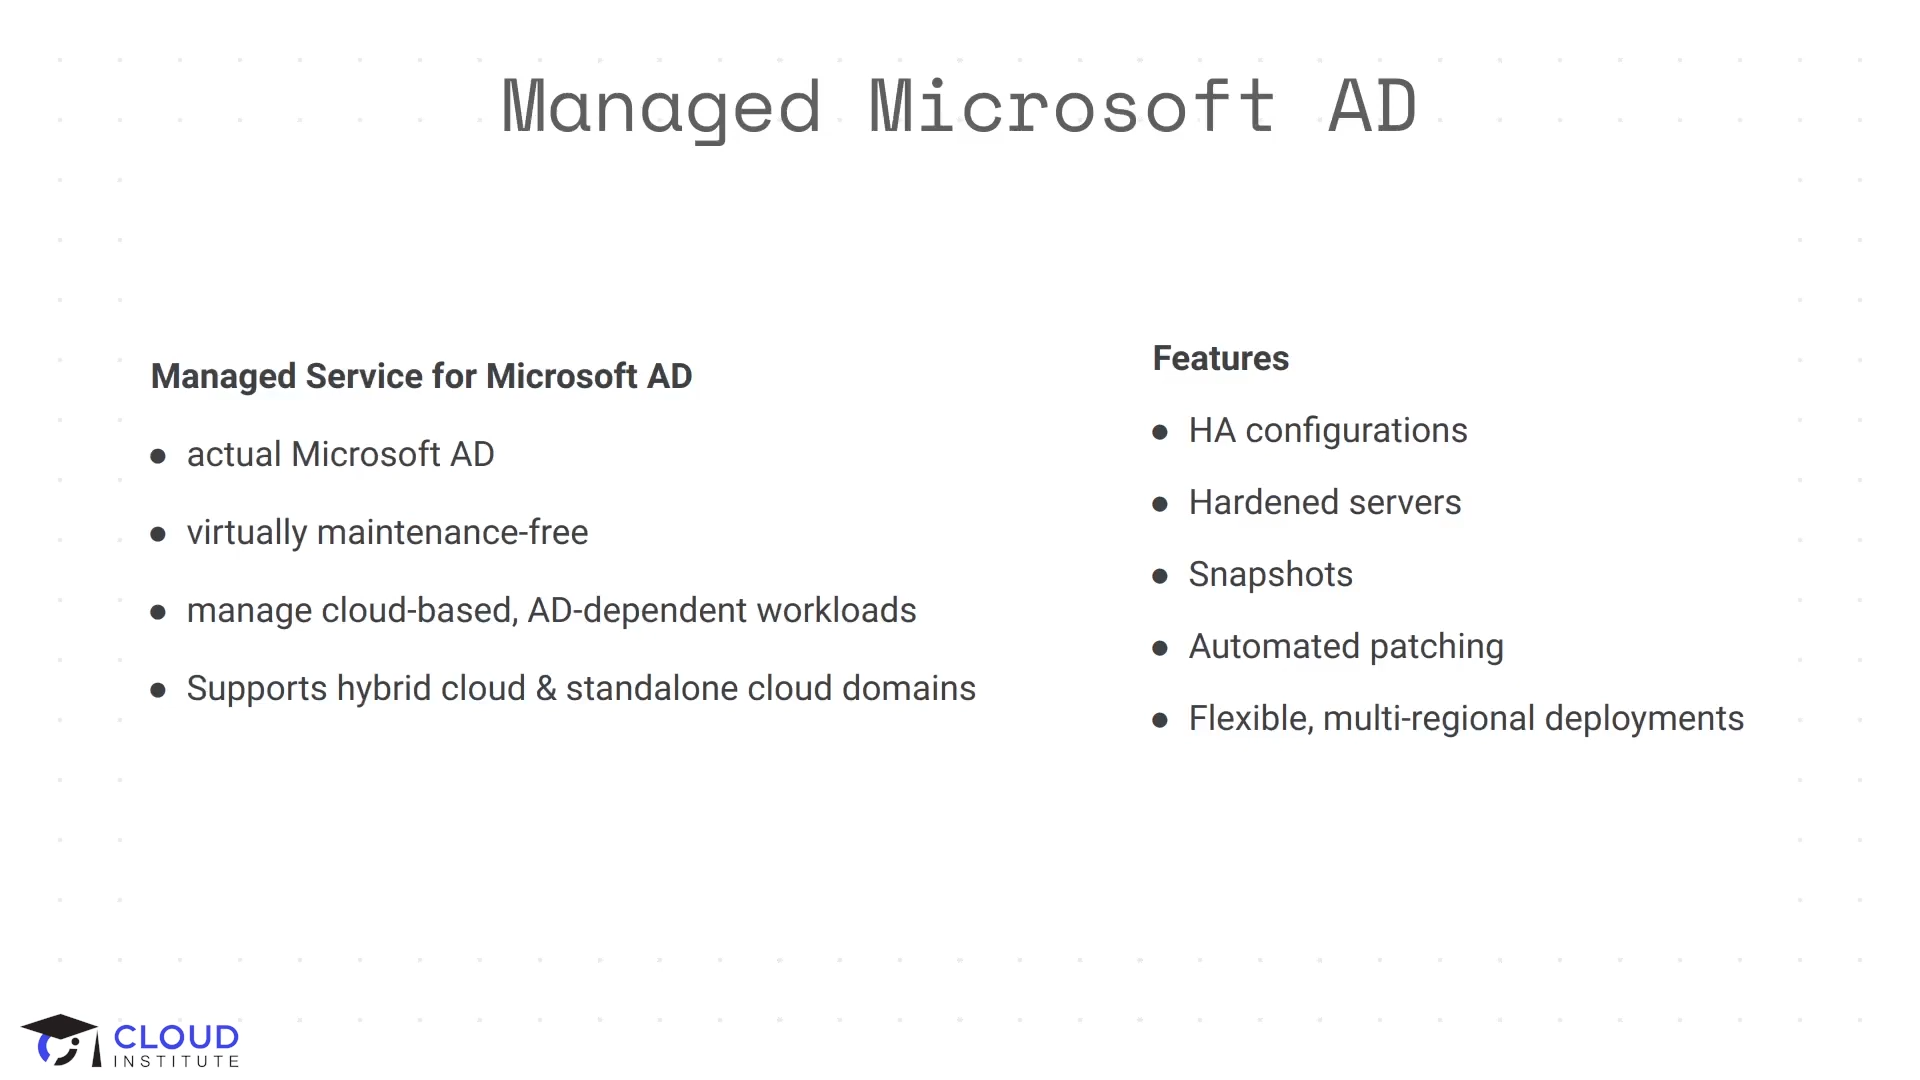 Managed Microsoft AD
Managed Service for Microsoft AD
● actual Microsoft AD
● virtually maintenance-free
● manage cloud-based, AD-dependent workloads
● Supports hybrid cloud & standalone cloud domains
Features
● HA configurations
● Hardened servers
● Snapshots
● Automated patching
● Flexible, multi-regional deployments
CLOUD
INSTITUTE